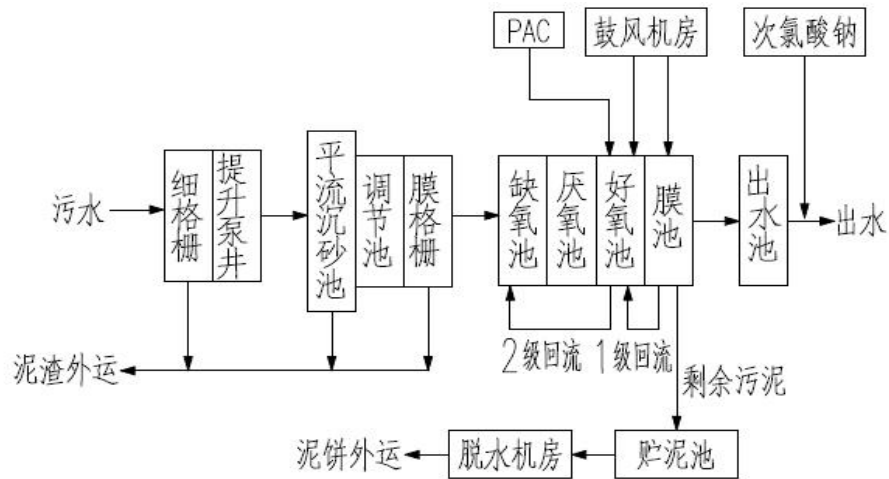 PAC
鼓风机房
次氯酸钠
污水
细格栅
提升泵井
平流沉砂池
调节池
膜格栅
缺氧池
厌氧池
好氧池
膜池
出水池
出水
2级回流
1级回流
泥渣外运
剩余污泥
泥饼外运
脱水机房
贮泥池